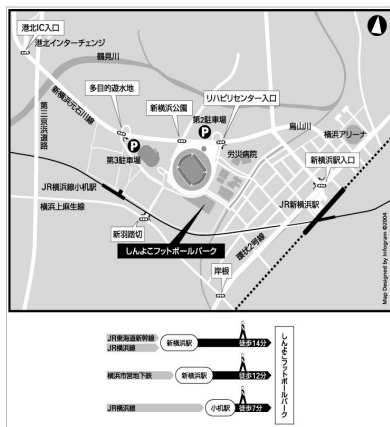 港北IC入口
港北インターチェンジ
鶴見川
新横浜元石川線
多目的遊水地
新横浜公園
第2駐車場
P
リハビリセンター入口
鳥山川
横浜アリーナ
第三京浜道路
P
第3駐車場
労災病院
新横浜駅入口
JR横浜線小机駅
JR新横浜駅
横浜上麻生線
新羽踏切
しんよこフットボールパーク
岸根
環状2号線
Map Designed by Infogram ©2004
JR東海道新幹線
JR横浜線
新横浜駅
徒歩14分
横浜市営地下鉄
新横浜駅
徒歩12分
JR横浜線
小机駅
徒歩7分
しんよこフットボールパーク